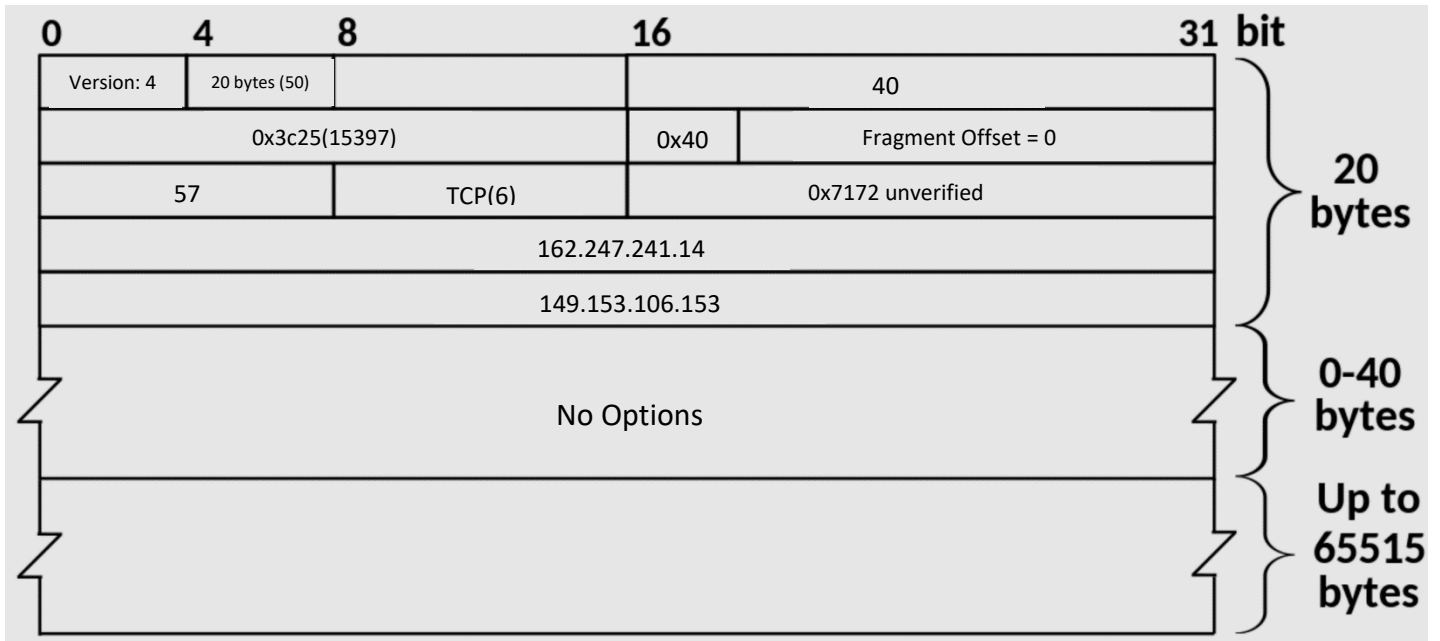 0 4 8 16 31 bit
Version: 4 20 bytes (50) 40
0x3c25(15397) 0x40 Fragment Offset = 0
57 TCP(6) 0x7172 unverified
162.247.241.14
149.153.106.153
20
bytes
No Options
0-40
bytes
Up to
65515
bytes